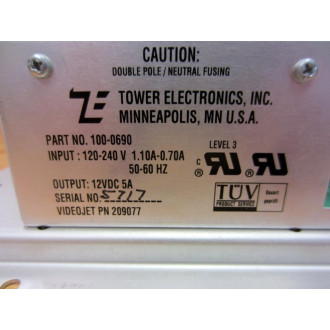 CAUTION:
DOUBLE POLE / NEUTRAL FUSING
TOWER ELECTRONICS, INC.
MINNEAPOLIS, MN U.S.A.
PART NO. 100-0690
LEVEL 3
INPUT : 120-240 V 1.10A-0.70A
50-60 HZ
OUTPUT: 12VDC 5A
SERIAL NO. 5717
VIDEOJET PN 209077
TÜV
PRODUCT SERVICE
Bauart
geprüft